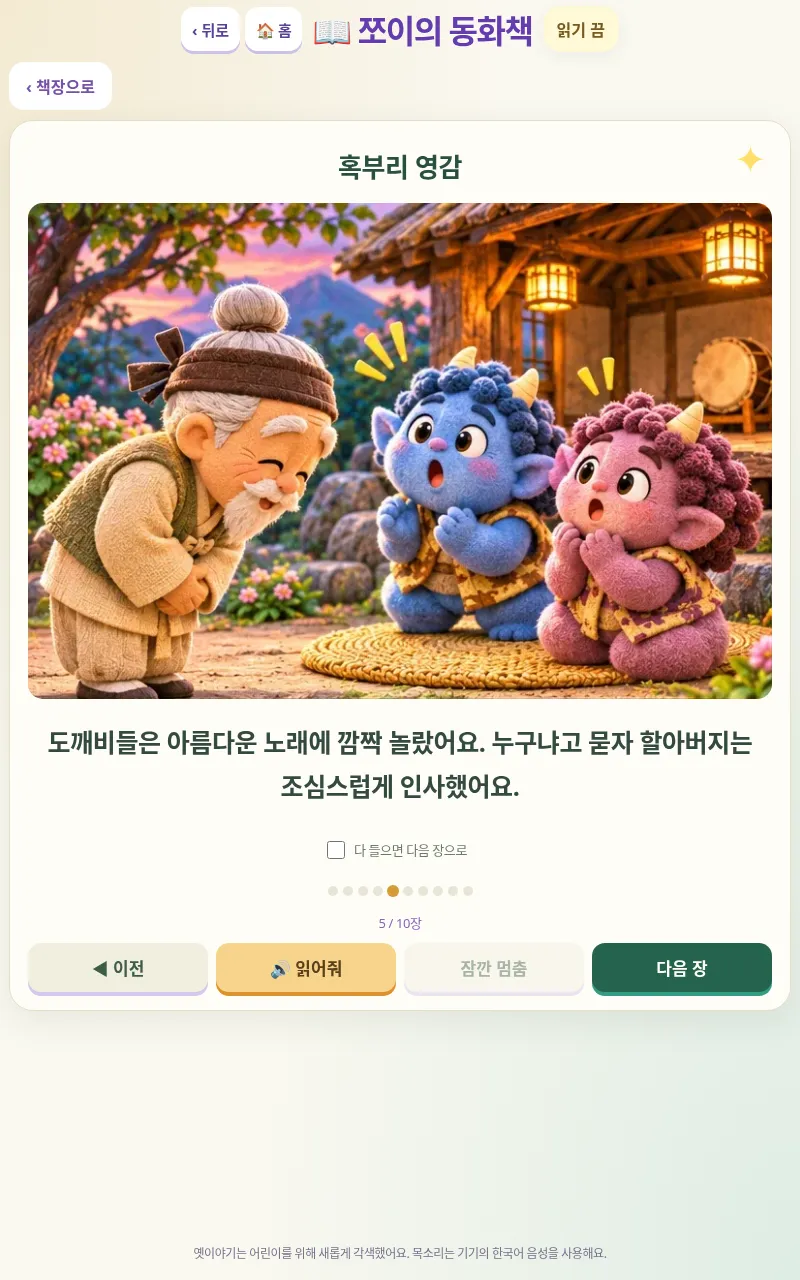 ‹ 뒤로
🏠 홈
📖 쪼이의 동화책
읽기 끔
‹ 책장으로
혹부리 영감
도깨비들은 아름다운 노래에 깜짝 놀랐어요. 누구냐고 묻자 할아버지는
조심스럽게 인사했어요.
다 들으면 다음 장으로
5 / 10장
◀ 이전
🔊 읽어줘
잠깐 멈춤
다음 장
옛이야기는 어린이를 위해 새롭게 각색했어요. 목소리는 기기의 한국어 음성을 사용해요.